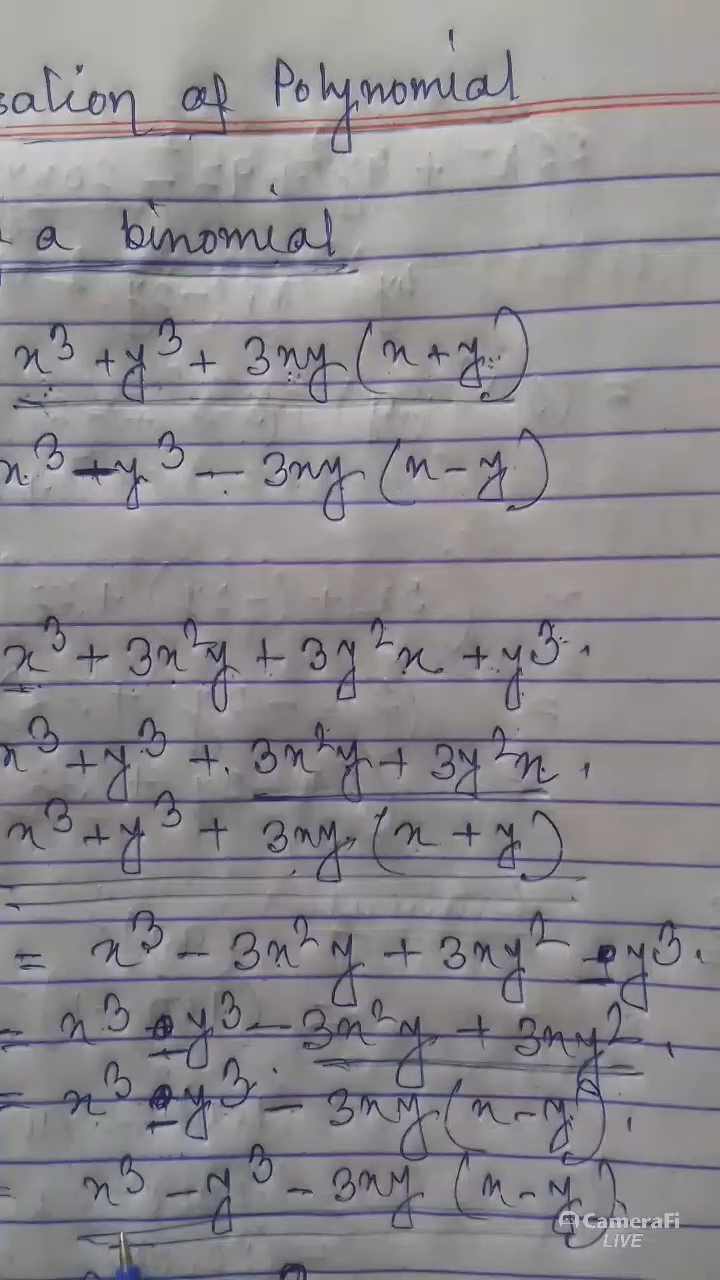 sation of Polynomial
a binomial
x³ + y³ + 3xy (x + y)
x³ - y³ - 3xy (x - y)
x³ + 3x²y + 3y²x + y³.
x³ + y³ + 3x²y + 3y²x.
x³ + y³ + 3xy (x + y)
= x³ - 3x²y + 3xy² - y³.
= x³ - y³ - 3x²y + 3xy².
= x³ - y³ - 3xy (x - y).
= x³ - y³ - 3xy (x - y)
CameraFi
LIVE